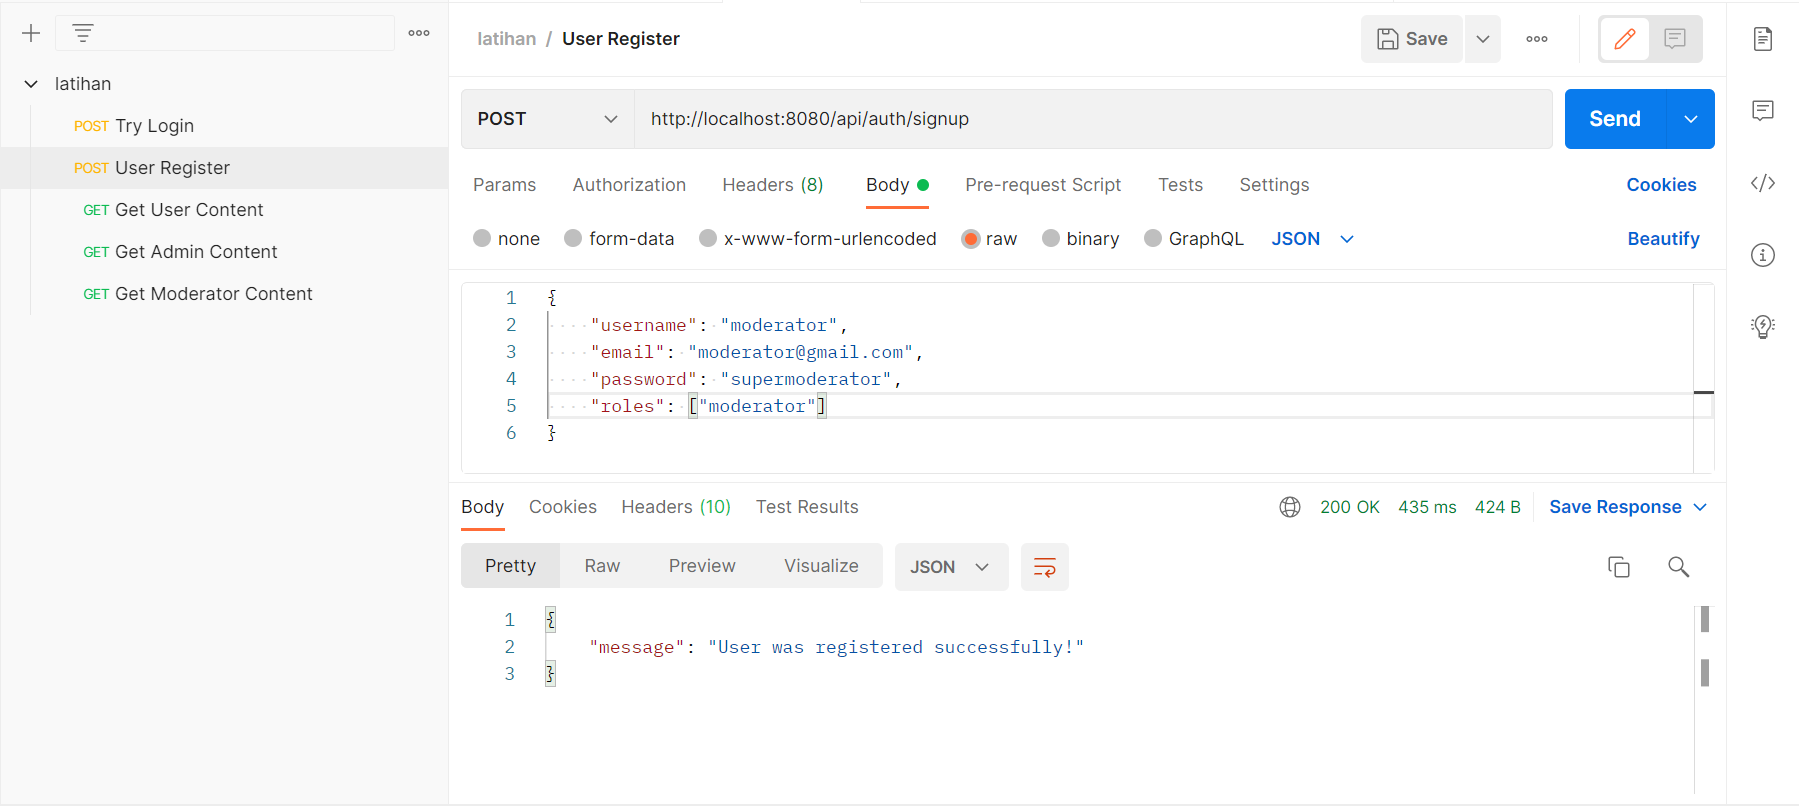 latihan
POST Try Login
POST User Register
GET Get User Content
GET Get Admin Content
GET Get Moderator Content
latihan / User Register
Save
POST http://localhost:8080/api/auth/signup Send
Params Authorization Headers (8) Body Pre-request Script Tests Settings Cookies
none form-data x-www-form-urlencoded raw binary GraphQL JSON Beautify
1 {
2 "username": "moderator",
3 "email": "moderator@gmail.com",
4 "password": "supermoderator",
5 "roles": ["moderator"]
6 }
Body Cookies Headers (10) Test Results 200 OK 435 ms 424 B Save Response
Pretty Raw Preview Visualize JSON
1 {
2 "message": "User was registered successfully!"
3 }